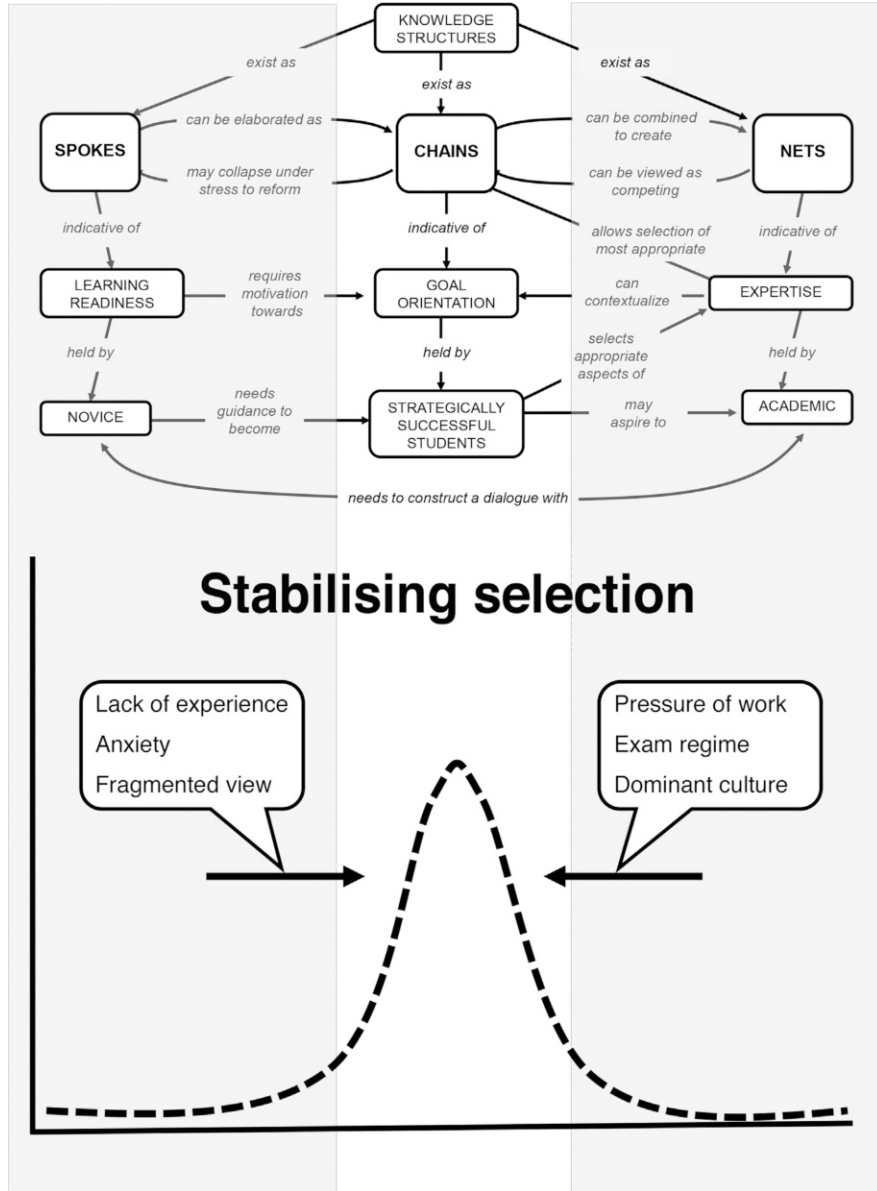 KNOWLEDGE
STRUCTURES
exist as
exist as
exist as
SPOKES
can be elaborated as
may collapse under
stress to reform
CHAINS
can be combined
to create
can be viewed as
competing
NETS
indicative of
indicative of
allows selection of
most appropriate
indicative of
LEARNING
READINESS
requires
motivation
towards
GOAL
ORIENTATION
can
contextualize
EXPERTISE
held by
held by
selects
appropriate
aspects of
held by
NOVICE
needs
guidance to
become
STRATEGICALLY
SUCCESSFUL
STUDENTS
may
aspire to
ACADEMIC
needs to construct a dialogue with
Stabilising selection
Lack of experience
Anxiety
Fragmented view
Pressure of work
Exam regime
Dominant culture